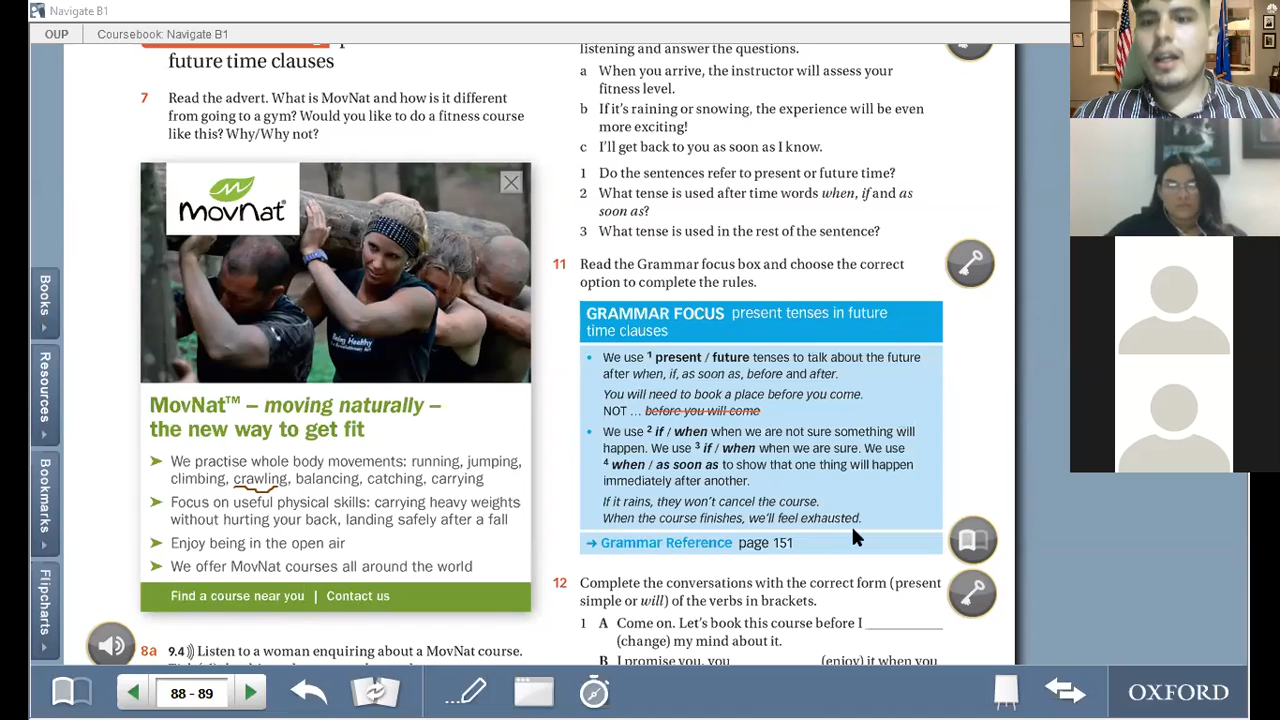 Navigate B1
OUP
Coursebook: Navigate B1
future time clauses
7 Read the advert. What is MovNat and how is it different
from going to a gym? Would you like to do a fitness course
like this? Why/Why not?
movnat
ing Healthy
MovNat™ – moving naturally –
the new way to get fit
We practise whole body movements: running, jumping,
climbing, crawling, balancing, catching, carrying
Focus on useful physical skills: carrying heavy weights
without hurting your back, landing safely after a fall
Enjoy being in the open air
We offer MovNat courses all around the world
Find a course near you | Contact us
8a 9.4 Listen to a woman enquiring about a MovNat course.
listening and answer the questions.
a When you arrive, the instructor will assess your
fitness level.
b If it's raining or snowing, the experience will be even
more exciting!
c I'll get back to you as soon as I know.
1 Do the sentences refer to present or future time?
2 What tense is used after time words when, if and as
soon as?
3 What tense is used in the rest of the sentence?
11 Read the Grammar focus box and choose the correct
option to complete the rules.
GRAMMAR FOCUS present tenses in future
time clauses
• We use ¹ present / future tenses to talk about the future
after when, if, as soon as, before and after.
You will need to book a place before you come.
NOT … before you will come
• We use ² if / when when we are not sure something will
happen. We use ³ if / when when we are sure. We use
⁴ when / as soon as to show that one thing will happen
immediately after another.
If it rains, they won't cancel the course.
When the course finishes, we'll feel exhausted.
→ Grammar Reference page 151
12 Complete the conversations with the correct form (present
simple or will) of the verbs in brackets.
1 A Come on. Let's book this course before I ________
(change) my mind about it.
B I promise you, you ________ (enjoy) it when you
Books
Resources
Bookmarks
Flipcharts
88 - 89
OXFORD